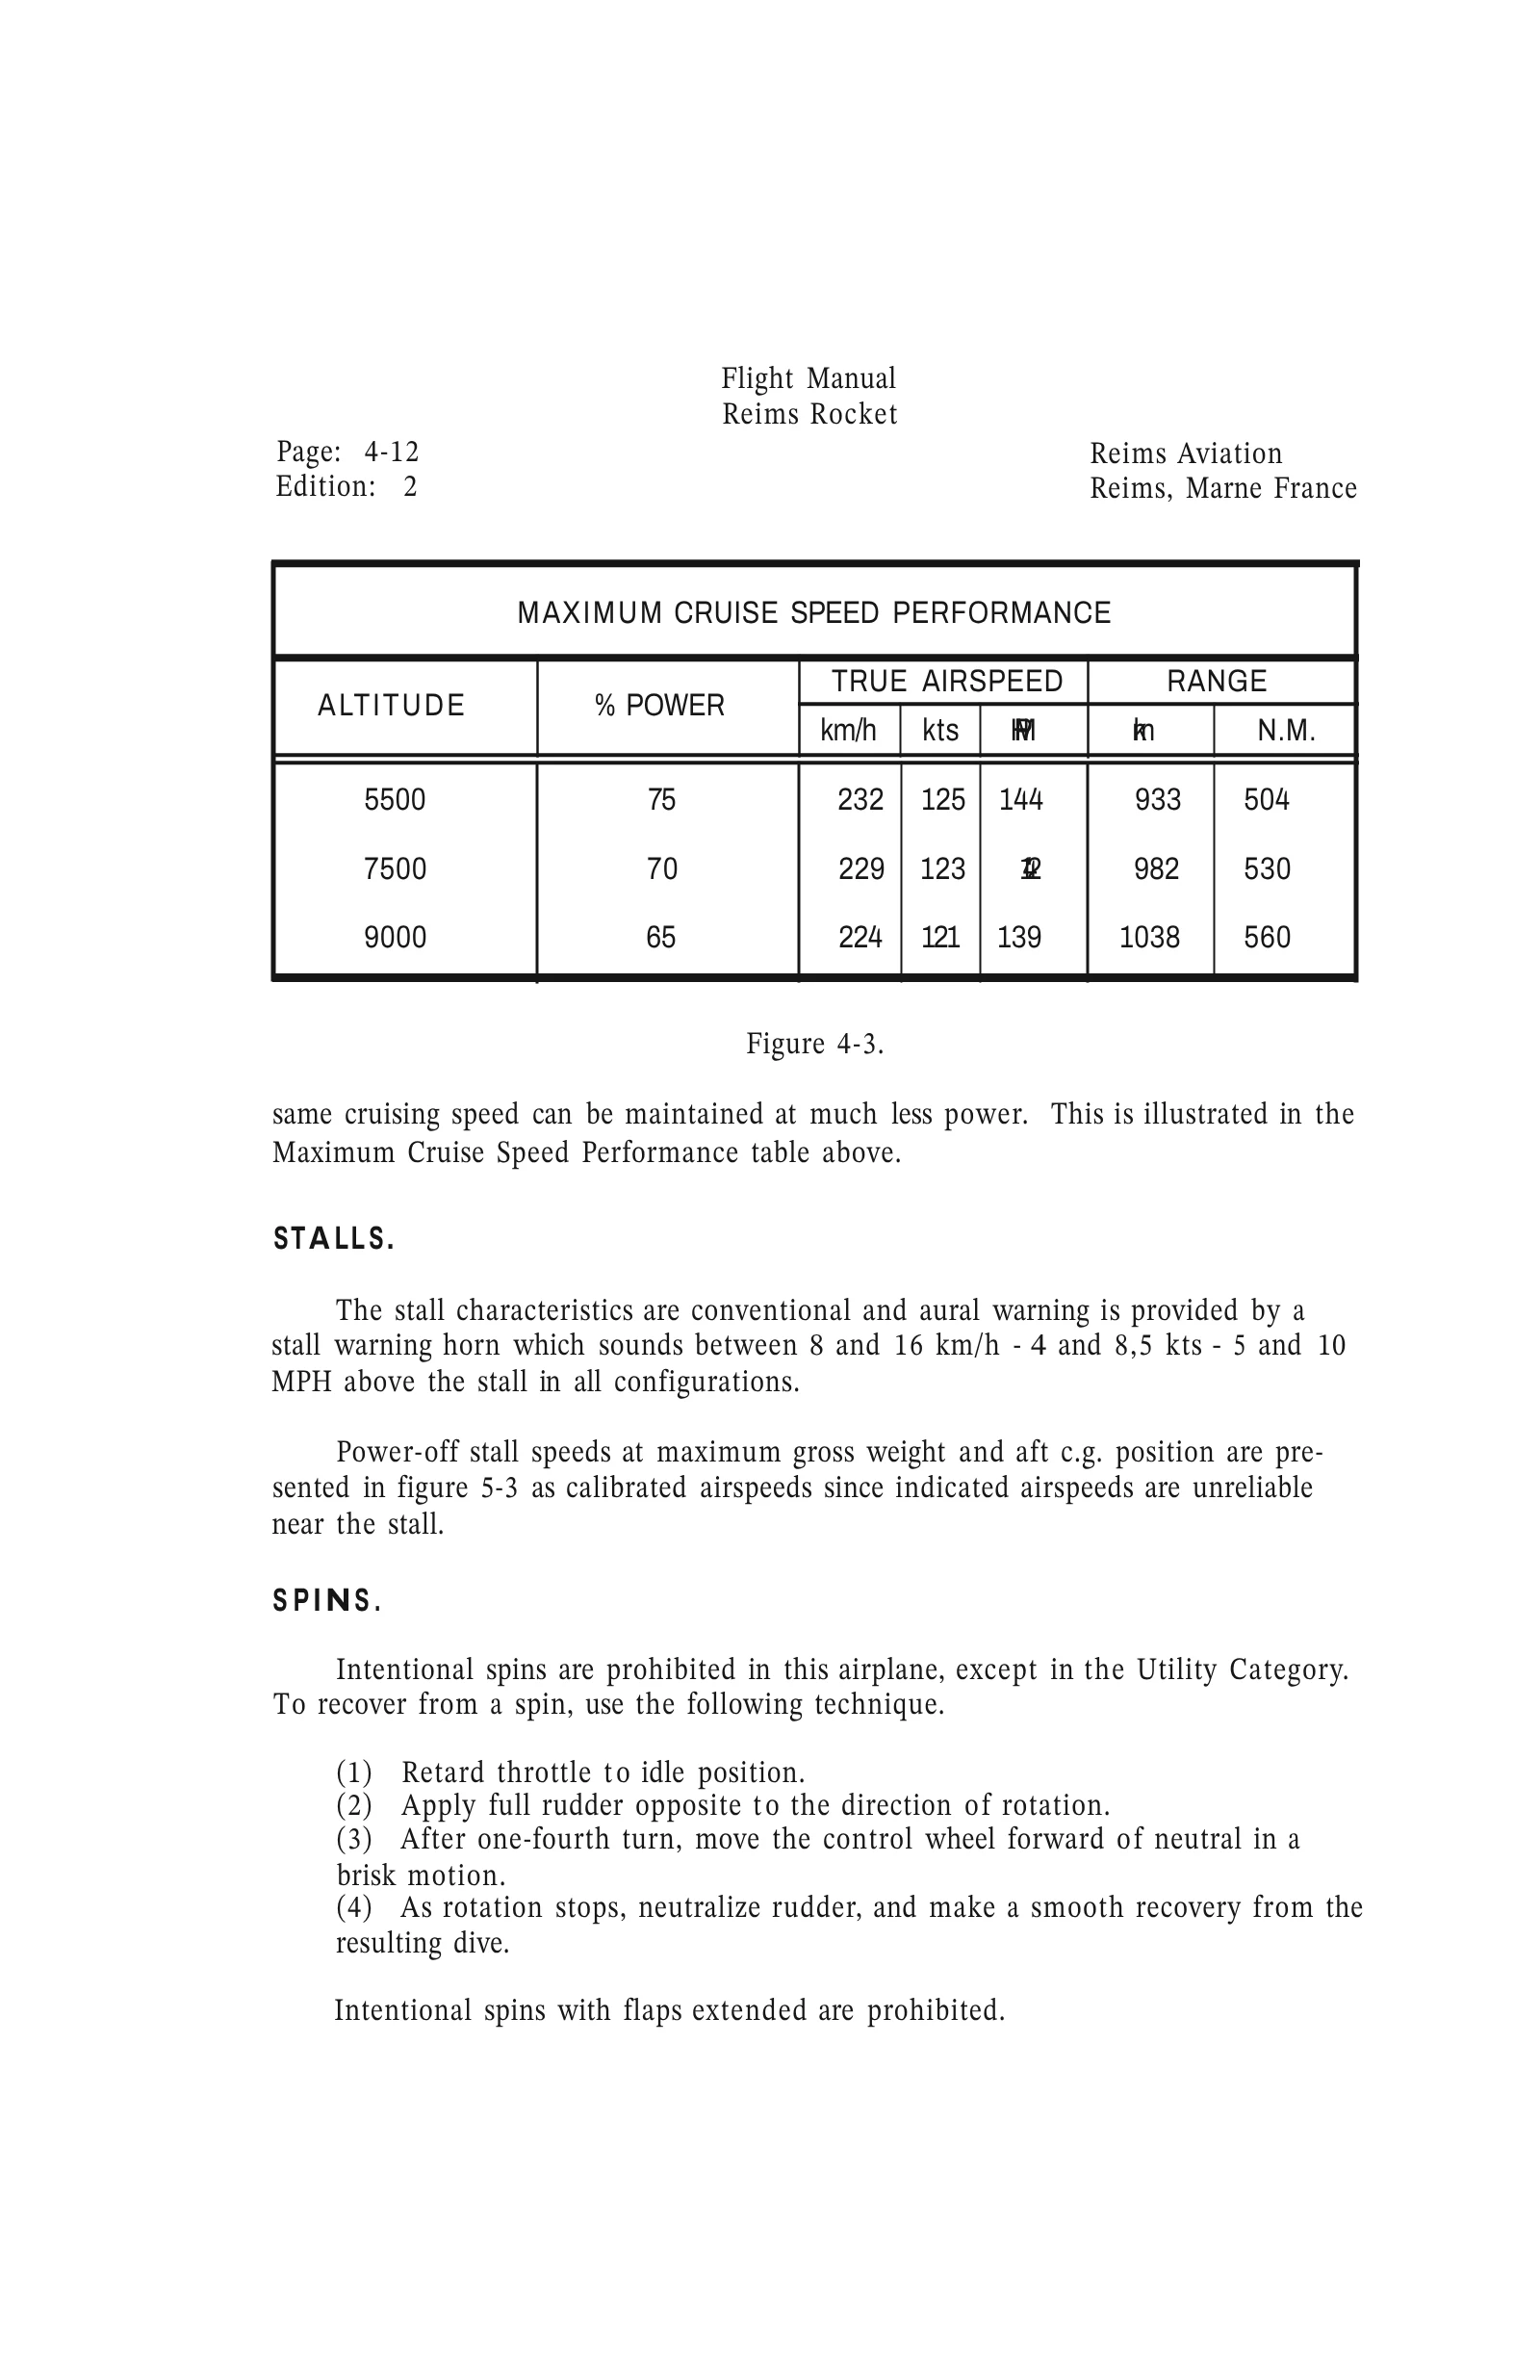 Flight Manual
Reims Rocket
Page: 4-12
Edition: 2
Reims Aviation
Reims, Marne France
MAXIMUM CRUISE SPEED PERFORMANCE
ALTITUDE % POWER TRUE AIRSPEED RANGE
km/h kts MPH km N.M.
5500 75 232 125 144 933 504
7500 70 229 123 142 982 530
9000 65 224 121 139 1038 560
Figure 4-3.
same cruising speed can be maintained at much less power. This is illustrated in the
Maximum Cruise Speed Performance table above.
STALLS.
The stall characteristics are conventional and aural warning is provided by a
stall warning horn which sounds between 8 and 16 km/h - 4 and 8,5 kts - 5 and 10
MPH above the stall in all configurations.
Power-off stall speeds at maximum gross weight and aft c.g. position are pre-
sented in figure 5-3 as calibrated airspeeds since indicated airspeeds are unreliable
near the stall.
SPINS.
Intentional spins are prohibited in this airplane, except in the Utility Category.
To recover from a spin, use the following technique.
(1) Retard throttle to idle position.
(2) Apply full rudder opposite to the direction of rotation.
(3) After one-fourth turn, move the control wheel forward of neutral in a
brisk motion.
(4) As rotation stops, neutralize rudder, and make a smooth recovery from the
resulting dive.
Intentional spins with flaps extended are prohibited.